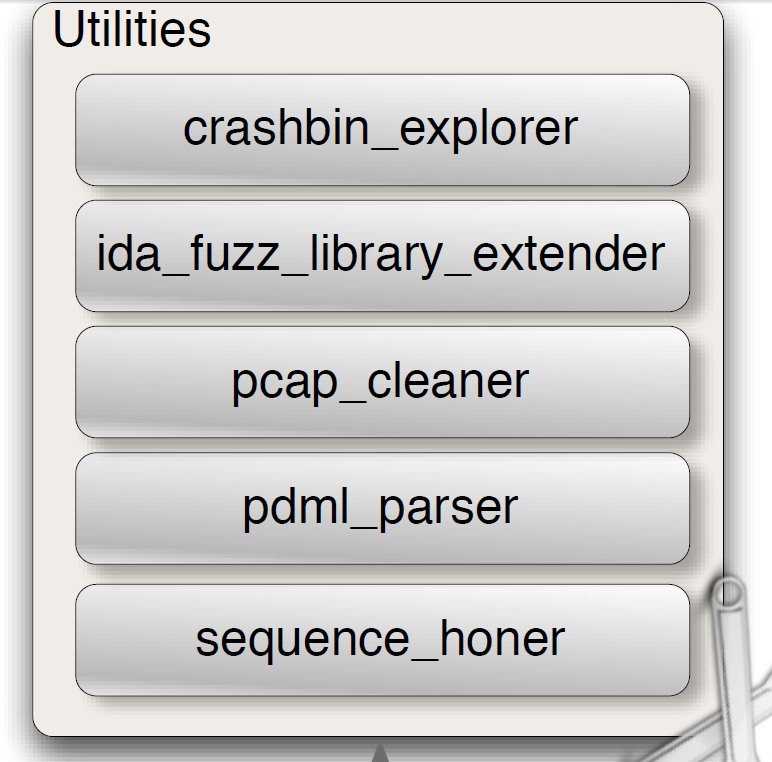 Utilities
crashbin_explorer
ida_fuzz_library_extender
pcap_cleaner
pdml_parser
sequence_honer